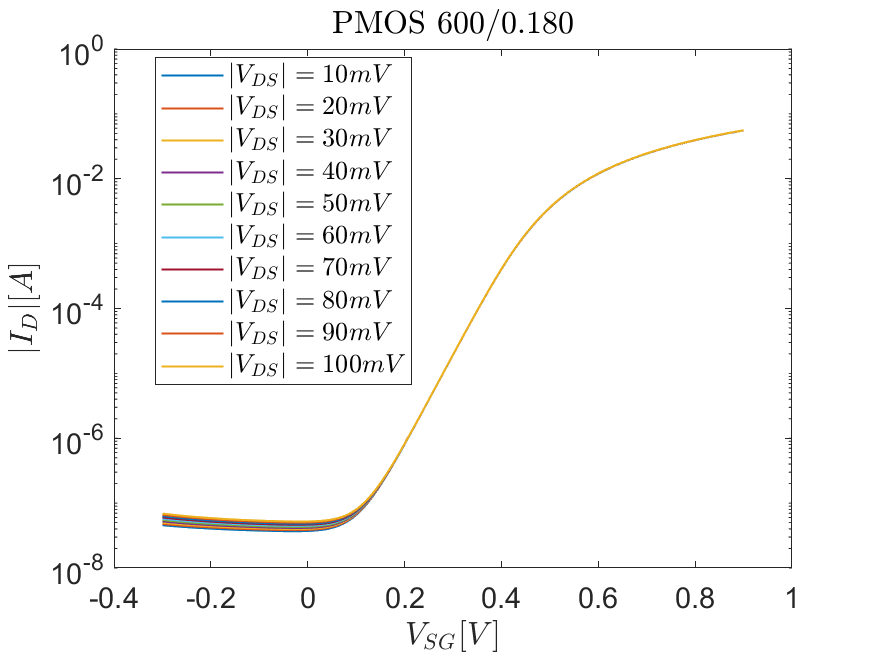 PMOS 600/0.180
10^0
10^-2
10^-4
10^-6
10^-8
|I_D|[A]
|V_DS| = 10mV
|V_DS| = 20mV
|V_DS| = 30mV
|V_DS| = 40mV
|V_DS| = 50mV
|V_DS| = 60mV
|V_DS| = 70mV
|V_DS| = 80mV
|V_DS| = 90mV
|V_DS| = 100mV
-0.4 -0.2 0 0.2 0.4 0.6 0.8 1
V_SG[V]